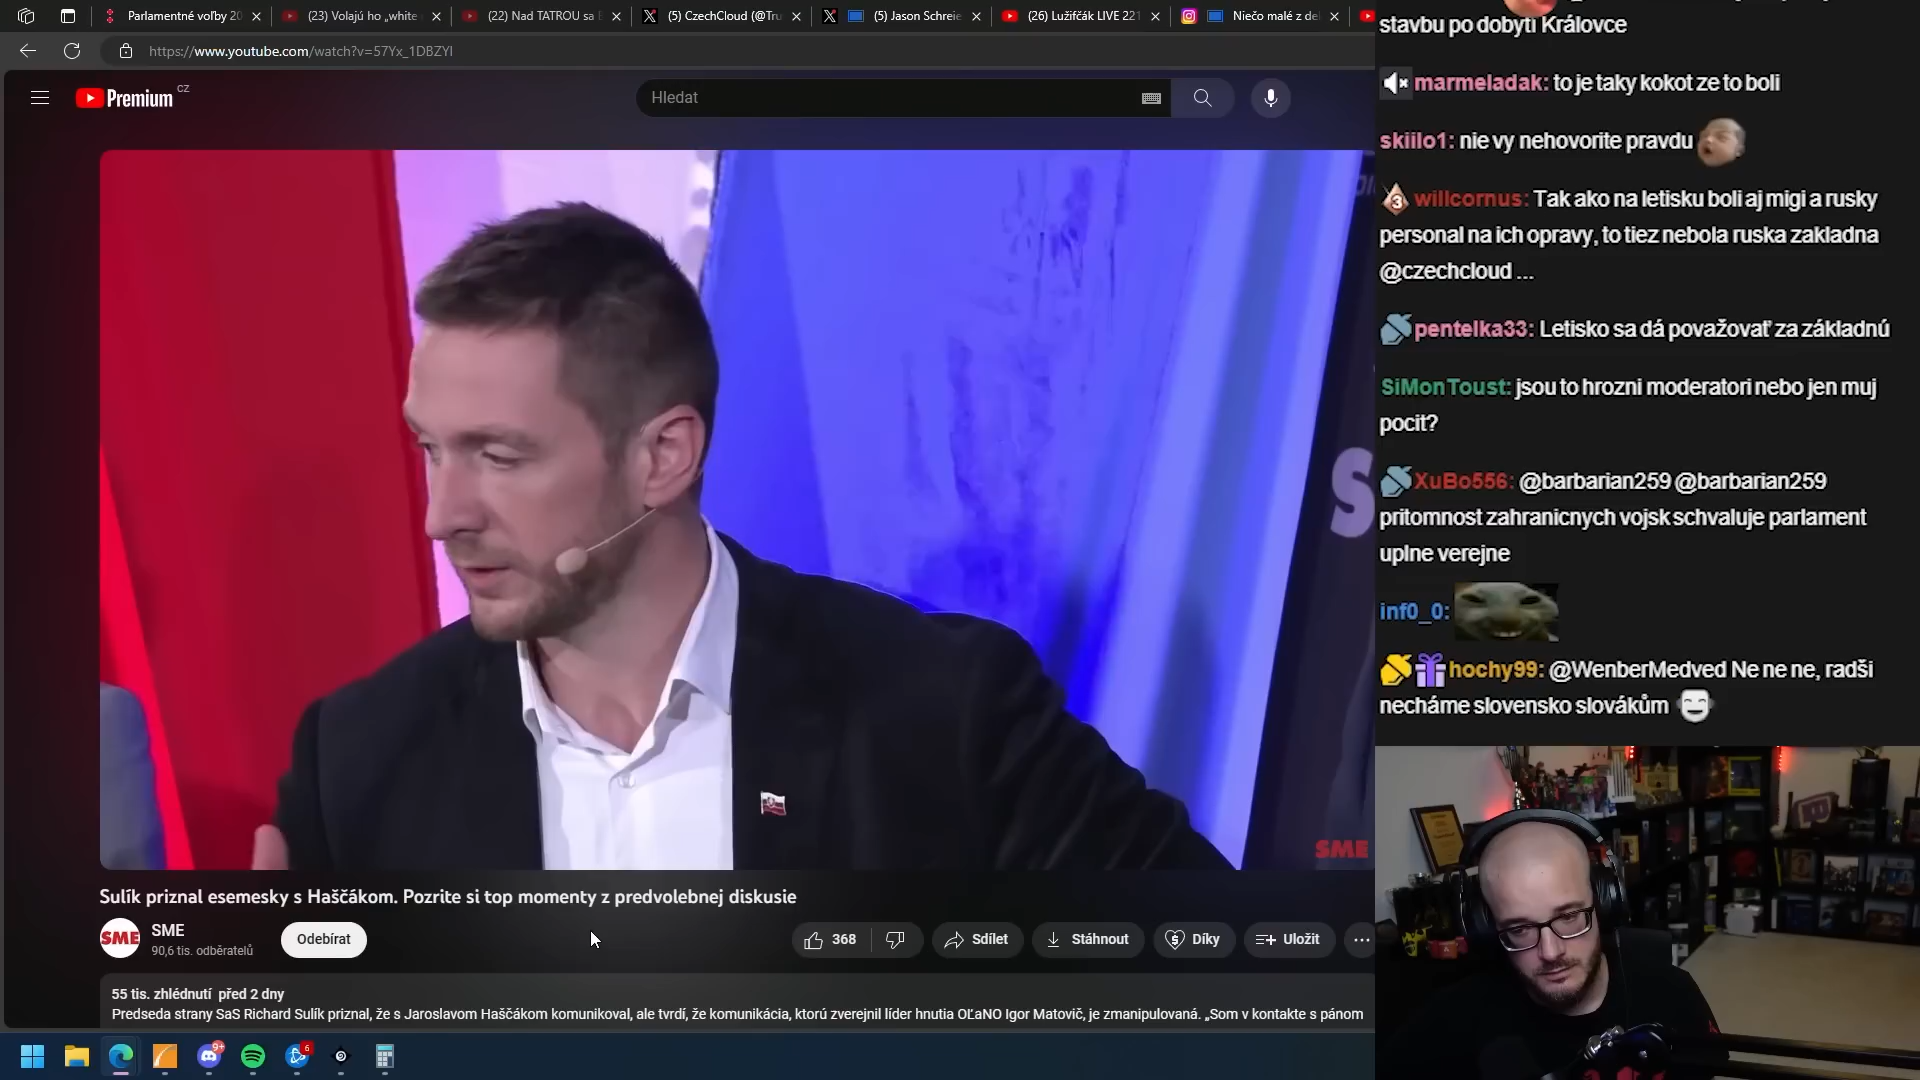 Parlamentné voľby 20
(23) Volajú ho „white
(22) Nad TATROU sa
(5) CzechCloud (@Tru
(5) Jason Schreie
(26) Lužifčák LIVE 221
Niečo malé z de
https://www.youtube.com/watch?v=57Yx_1DBZYI
Premium CZ
Hledat
SME
Sulík priznal esemesky s Haščákom. Pozrite si top momenty z predvolebnej diskusie
SME
SME
90,6 tis. odběratelů
Odebírat
368
Sdílet
Stáhnout
Díky
Uložit
55 tis. zhlédnutí před 2 dny
Predseda strany SaS Richard Sulík priznal, že s Jaroslavom Haščákom komunikoval, ale tvrdí, že komunikácia, ktorú zverejnil líder hnutia OĽaNO Igor Matovič, je zmanipulovaná. „Som v kontakte s pánom
9+
6
stavbu po dobytí Královce
marmeladak: to je taky kokot ze to boli
skiilo1: nie vy nehovorite pravdu
3 willcornus: Tak ako na letisku boli aj migi a rusky
personal na ich opravy, to tiez nebola ruska zakladna
@czechcloud ...
pentelka33: Letisko sa dá považovať za základnú
SiMonToust: jsou to hrozni moderatori nebo jen muj
pocit?
XuBo556: @barbarian259 @barbarian259
pritomnost zahranicnych vojsk schvaluje parlament
uplne verejne
inf0_0:
hochy99: @WenberMedved Ne ne ne, radši
necháme slovensko slovákům